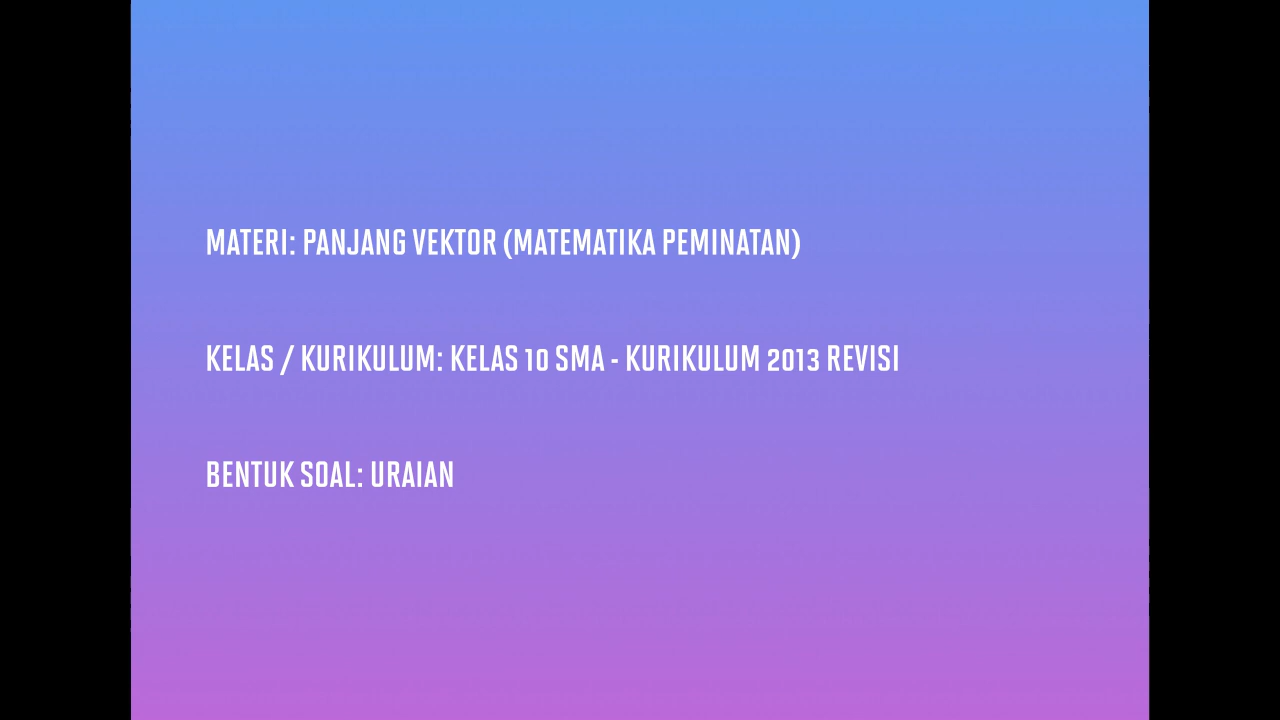 MATERI: PANJANG VEKTOR (MATEMATIKA PEMINATAN)
KELAS / KURIKULUM: KELAS 10 SMA - KURIKULUM 2013 REVISI
BENTUK SOAL: URAIAN